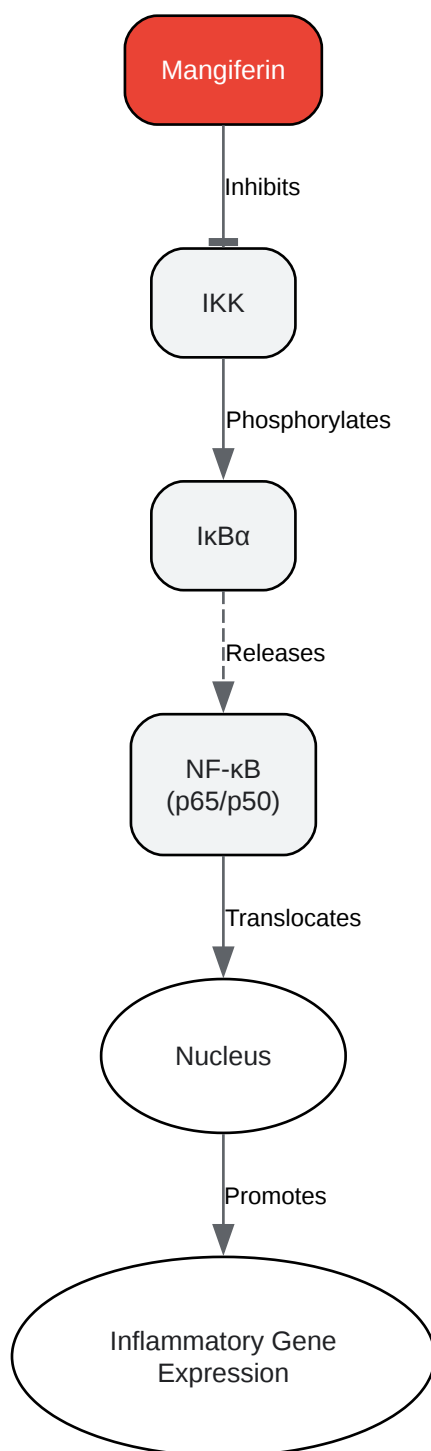 Mangiferin
Inhibits
IKK
Phosphorylates
IκBα
Releases
NF-κB
(p65/p50)
Translocates
Nucleus
Promotes
Inflammatory Gene
Expression